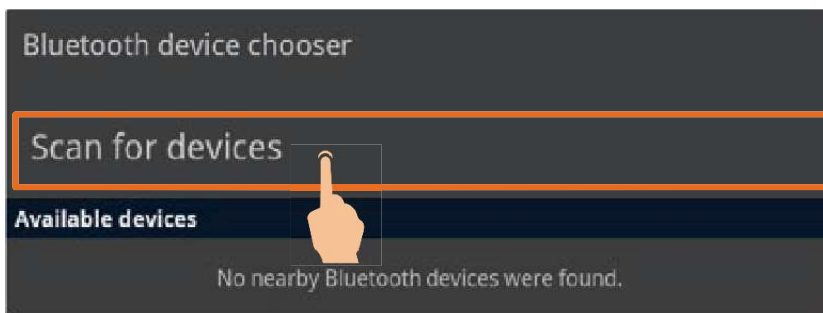 Bluetooth device chooser
Scan for devices
Available devices
No nearby Bluetooth devices were found.